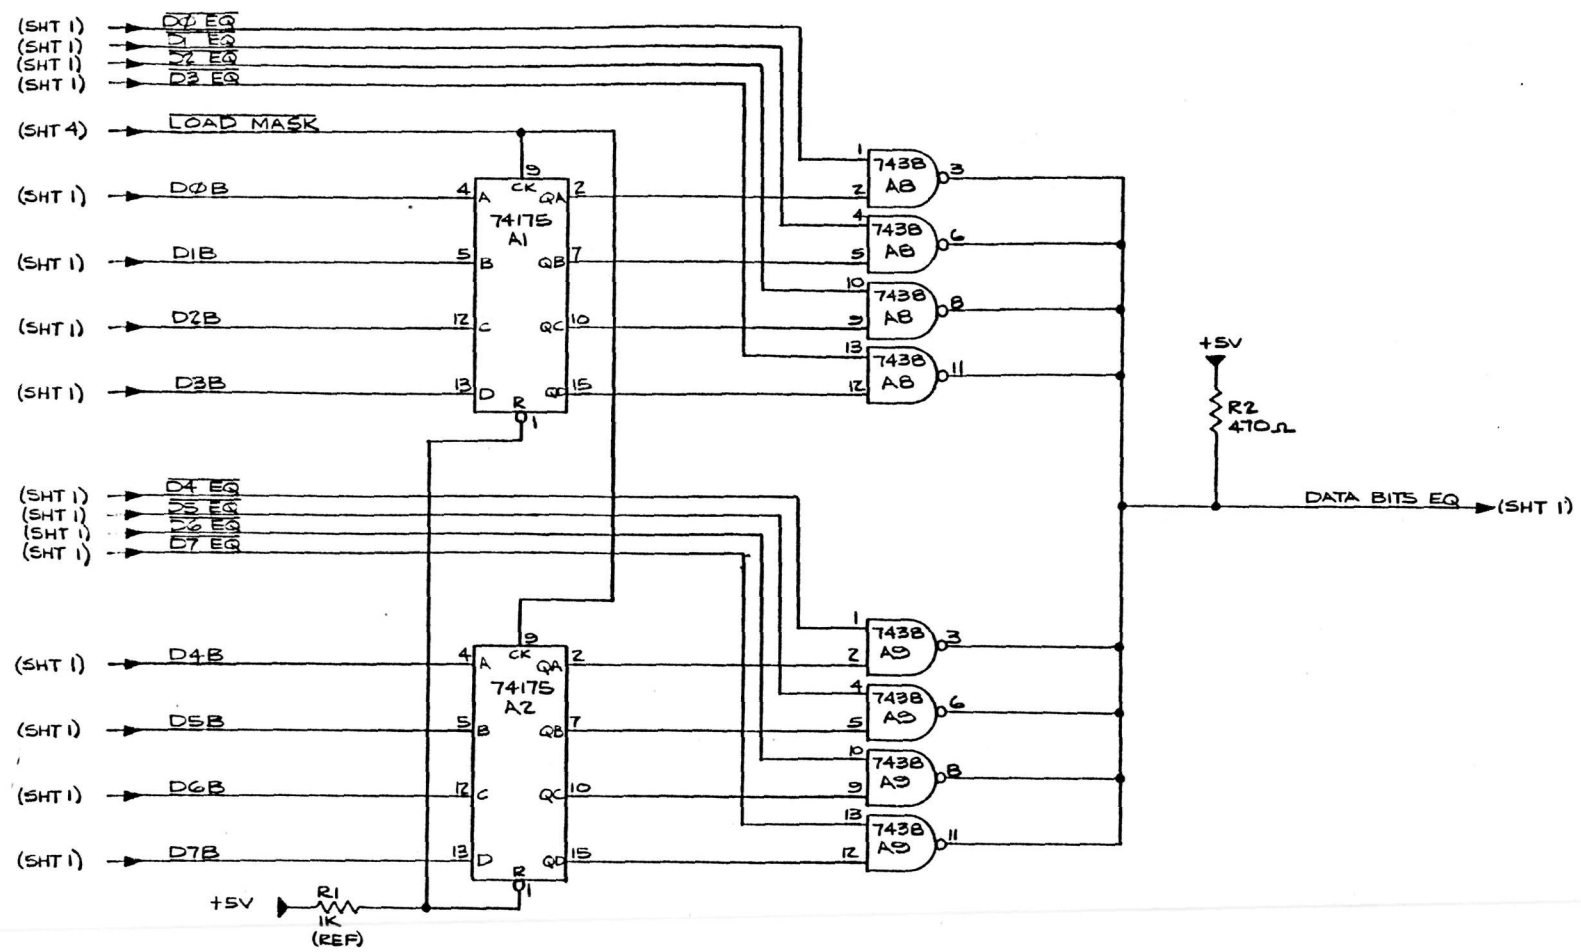 (SHT 1) D0 EQ
(SHT 1) D1 EQ
(SHT 1) D2 EQ
(SHT 1) D3 EQ
(SHT 4) LOAD MASK
(SHT 1) D0B 4 A 9 CK QA 2
74175
A1
(SHT 1) D1B 5 B QB 7
(SHT 1) D2B 12 C QC 10
(SHT 1) D3B 13 D QD 15
R 1
1 2 7438 A8 3
4 5 7438 A8 6
10 9 7438 A8 8
13 12 7438 A8 11
+5V
R2
470Ω
(SHT 1) D4 EQ
(SHT 1) D5 EQ
(SHT 1) D6 EQ
(SHT 1) D7 EQ
DATA BITS EQ (SHT 1)
(SHT 1) D4B 4 A 9 CK QA 2
74175
A2
(SHT 1) D5B 5 B QB 7
(SHT 1) D6B 12 C QC 10
(SHT 1) D7B 13 D QD 15
R 1
1 2 7438 A9 3
4 5 7438 A9 6
10 9 7438 A9 8
13 12 7438 A9 11
+5V R1
1K
(REF)